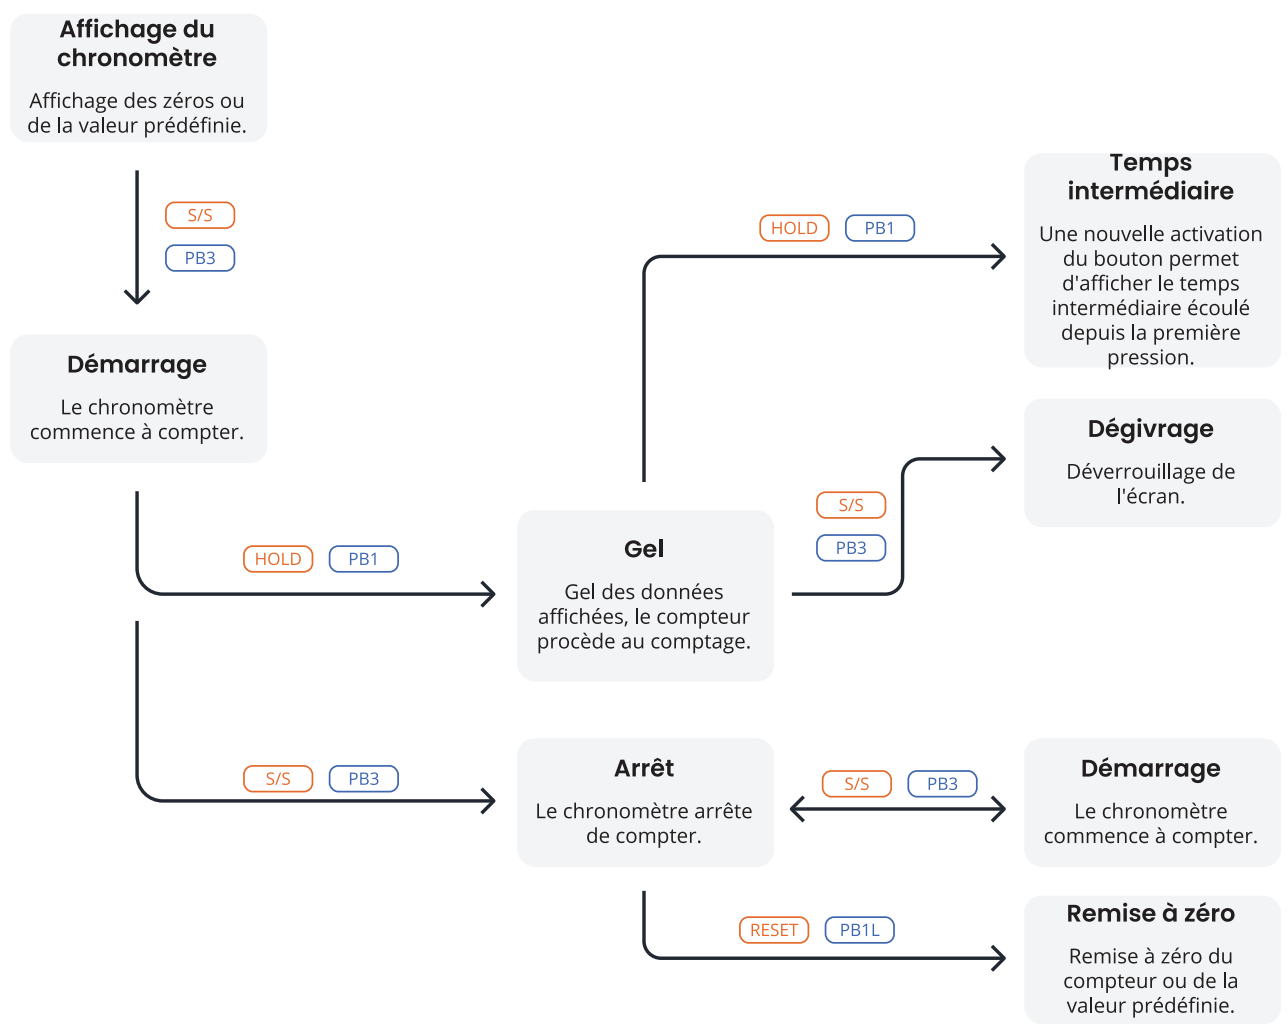 Affichage du
chronomètre
Affichage des zéros ou
de la valeur prédéfinie.
S/S
PB3
Démarrage
Le chronomètre
commence à compter.
HOLD PB1
Gel
Gel des données
affichées, le compteur
procède au comptage.
HOLD PB1
Temps
intermédiaire
Une nouvelle activation
du bouton permet
d'afficher le temps
intermédiaire écoulé
depuis la première
pression.
S/S
PB3
Dégivrage
Déverrouillage de
l'écran.
S/S PB3
Arrêt
Le chronomètre arrête
de compter.
S/S PB3
Démarrage
Le chronomètre
commence à compter.
RESET PB1L
Remise à zéro
Remise à zéro du
compteur ou de la
valeur prédéfinie.